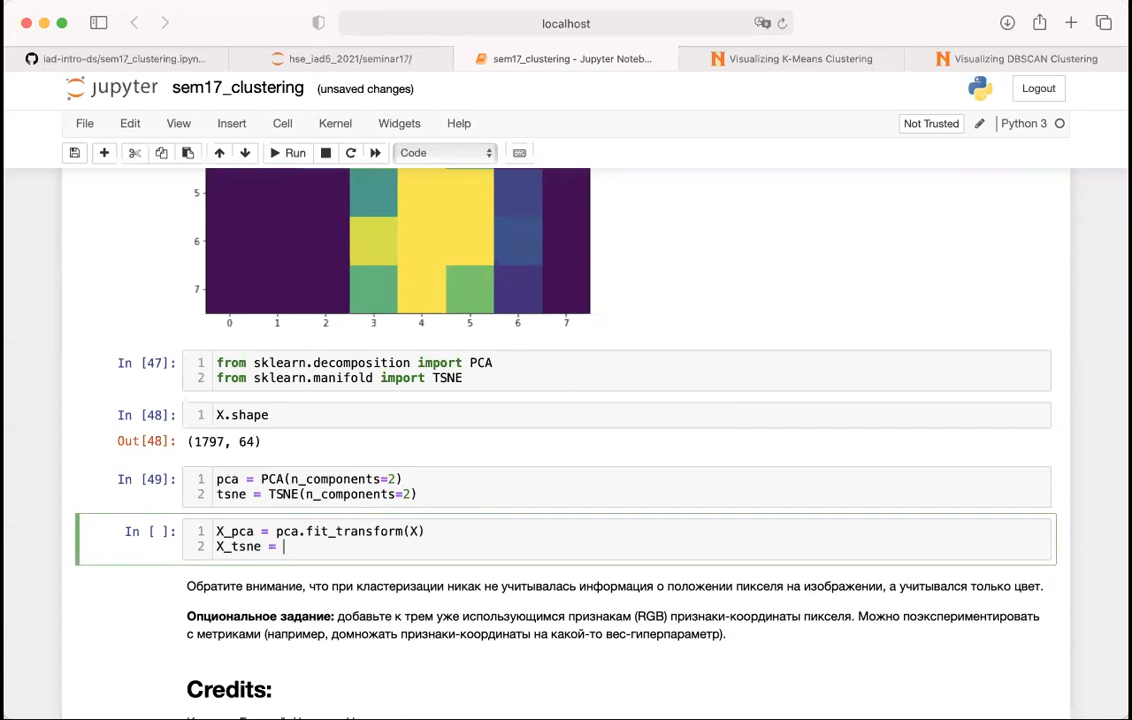 localhost
iad-intro-ds/sem17_clustering.ipyn...
hse_iad5_2021/seminar17/
sem17_clustering - Jupyter Noteb...
Visualizing K-Means Clustering
Visualizing DBSCAN Clustering
jupyter sem17_clustering (unsaved changes)
Logout
File Edit View Insert Cell Kernel Widgets Help
Not Trusted
Python 3
Run
Code
5
6
7
0 1 2 3 4 5 6 7
In [47]:
1 from sklearn.decomposition import PCA
2 from sklearn.manifold import TSNE
In [48]:
1 X.shape
Out[48]: (1797, 64)
In [49]:
1 pca = PCA(n_components=2)
2 tsne = TSNE(n_components=2)
In [ ]:
1 X_pca = pca.fit_transform(X)
2 X_tsne =
Обратите внимание, что при кластеризации никак не учитывалась информация о положении пикселя на изображении, а учитывался только цвет.
Опциональное задание: добавьте к трем уже использующимся признакам (RGB) признаки-координаты пикселя. Можно поэкспериментировать
с метриками (например, домножать признаки-координаты на какой-то вес-гиперпараметр).
Credits: